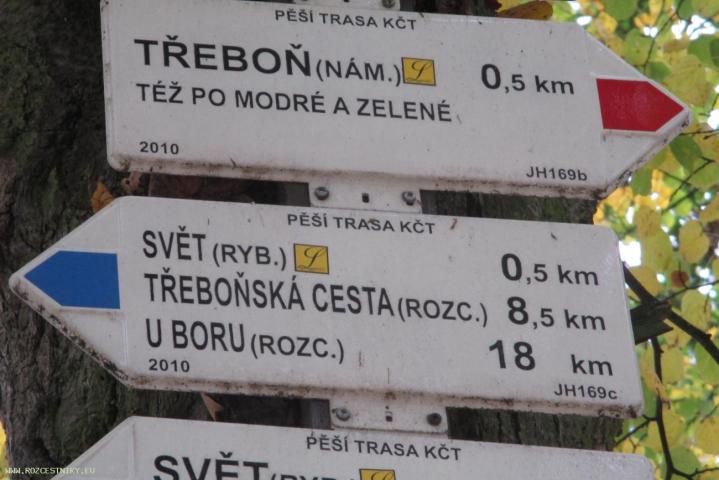 PĚŠÍ TRASA KČT
TŘEBOŇ (NÁM.) L 0,5 km
TÉŽ PO MODRÉ A ZELENÉ
2010 JH169b
PĚŠÍ TRASA KČT
SVĚT (RYB.) L 0,5 km
TŘEBOŇSKÁ CESTA (ROZC.) 8,5 km
U BORU (ROZC.) 18 km
2010 JH169c
PĚŠÍ TRASA KČT
SVĚT (RYB.)
WWW.ROZCESTNIKY.EU